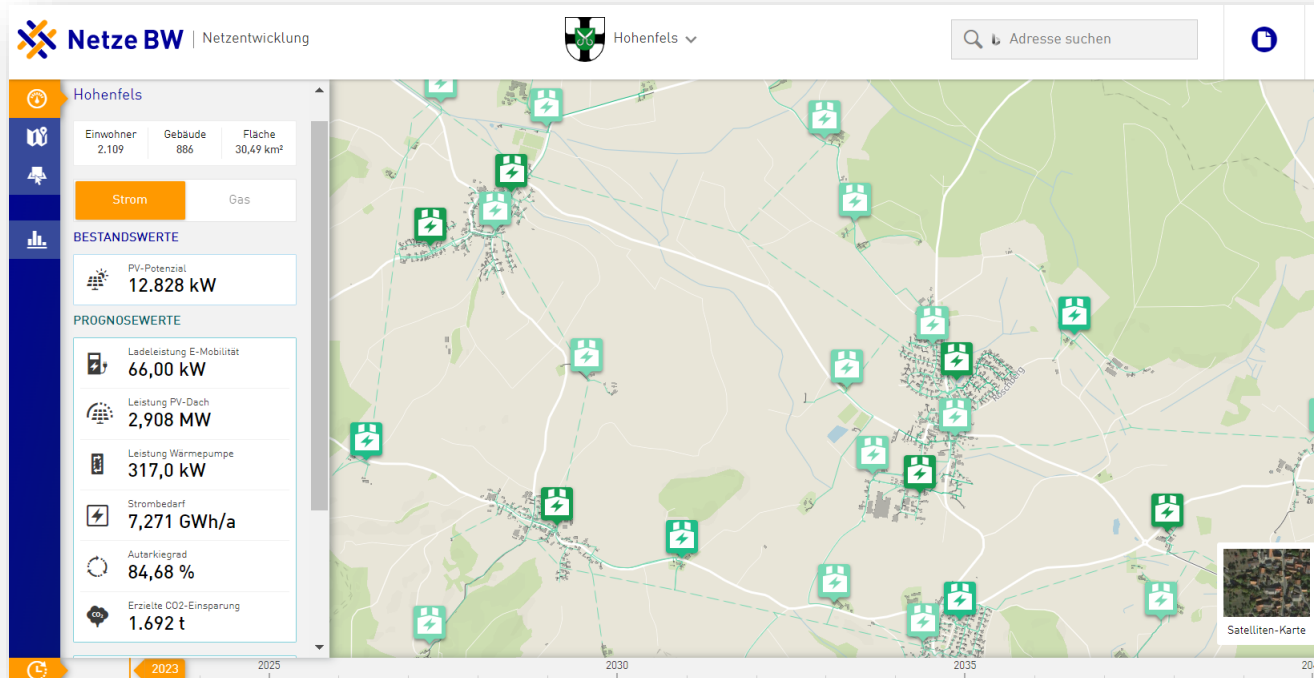 Netze BW | Netzentwicklung
Hohenfels
Adresse suchen
Hohenfels
Einwohner
2.109
Gebäude
886
Fläche
30,49 km²
Strom
Gas
BESTANDSWERTE
PV-Potenzial
12.828 kW
PROGNOSEWERTE
Ladeleistung E-Mobilität
66,00 kW
Leistung PV-Dach
2,908 MW
Leistung Wärmepumpe
317,0 kW
Strombedarf
7,271 GWh/a
Autarkiegrad
84,68 %
CO₂
Erzielte CO2-Einsparung
1.692 t
Satelliten-Karte
2023
2025
2030
2035